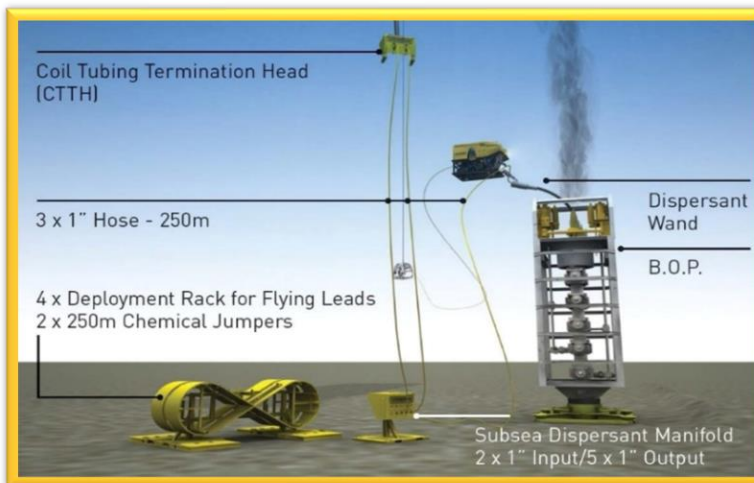 Coil Tubing Termination Head
(CTTH)
Dispersant
Wand
3 x 1” Hose - 250m
B.O.P.
4 x Deployment Rack for Flying Leads
2 x 250m Chemical Jumpers
Subsea Dispersant Manifold
2 x 1” Input/5 x 1” Output